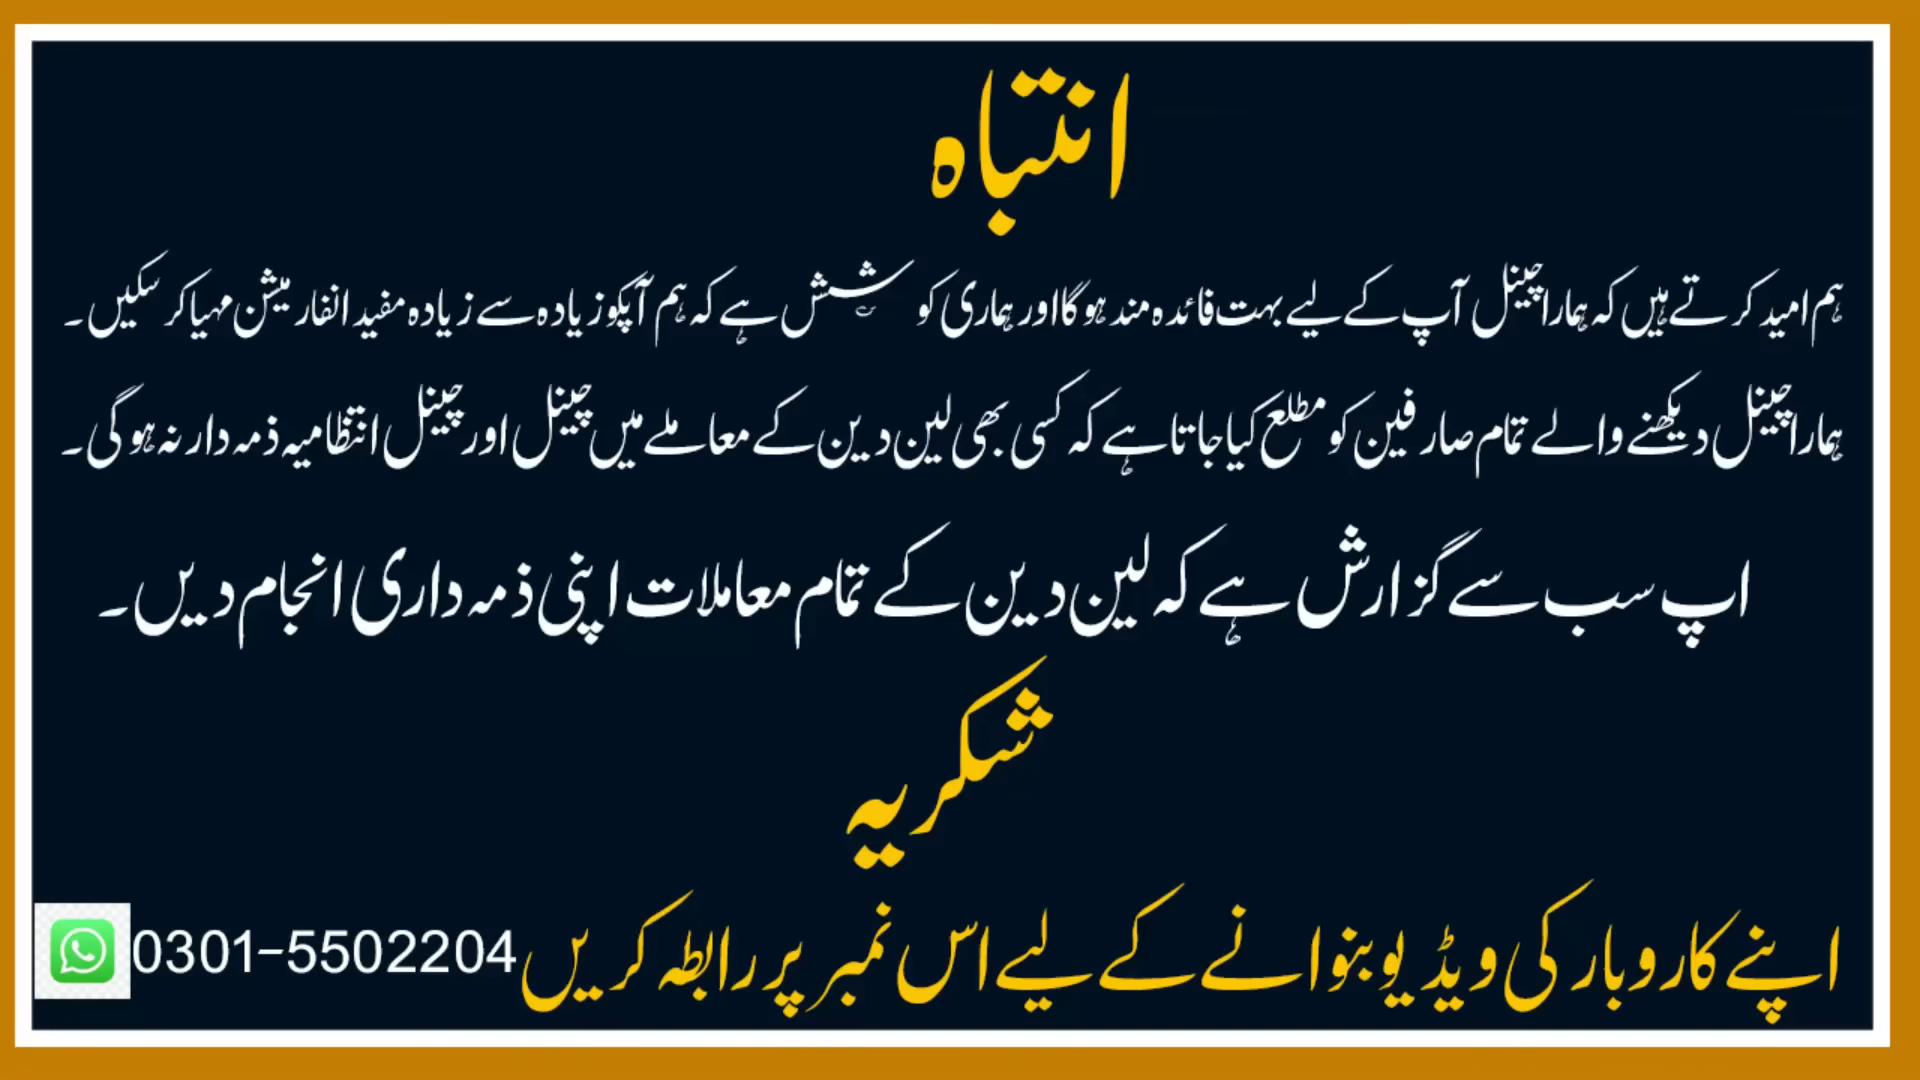 انتباہ
ہم امید کرتے ہیں کہ ہمارا چینل آپ کے لیے بہت فائدہ مند ہوگا اور ہماری کوشش ہے کہ ہم آپکو زیادہ سے زیادہ مفید انفارمیشن مہیا کر سکیں۔
ہمارا چینل دیکھنے والے تمام صارفین کو مطلع کیا جاتا ہے کہ کسی بھی لین دین کے معاملے میں چینل اور چینل انتظامیہ ذمہ دار نہ ہوگی۔
اپ سب سے گزارش ہے کہ لین دین کے تمام معاملات اپنی ذمہ داری انجام دیں۔
شکریہ
اپنے کاروبار کی ویڈیو بنوانے کے لیے اس نمبر پر رابطہ کریں 0301-5502204